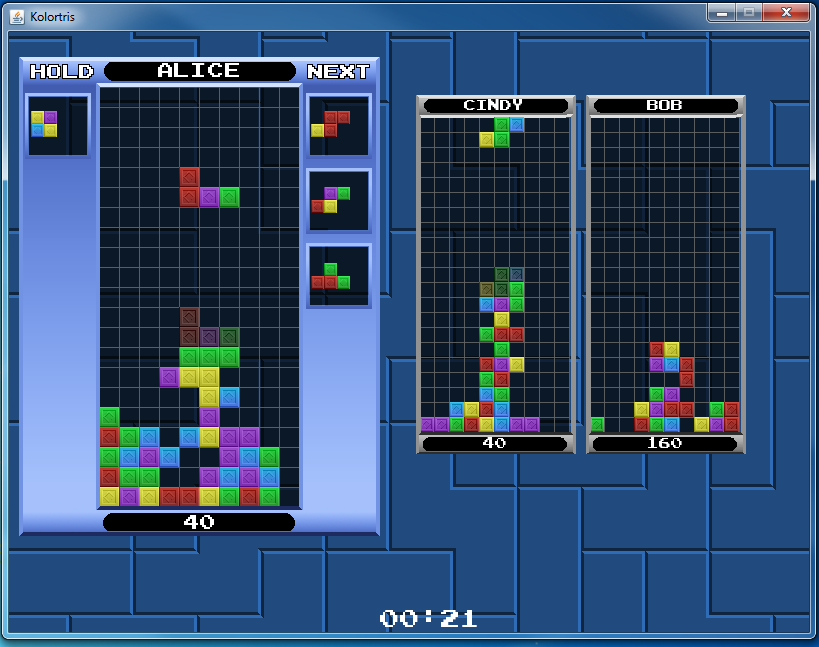 Kolortris
HOLD
ALICE
NEXT
CINDY
BOB
40
160
40
00:21